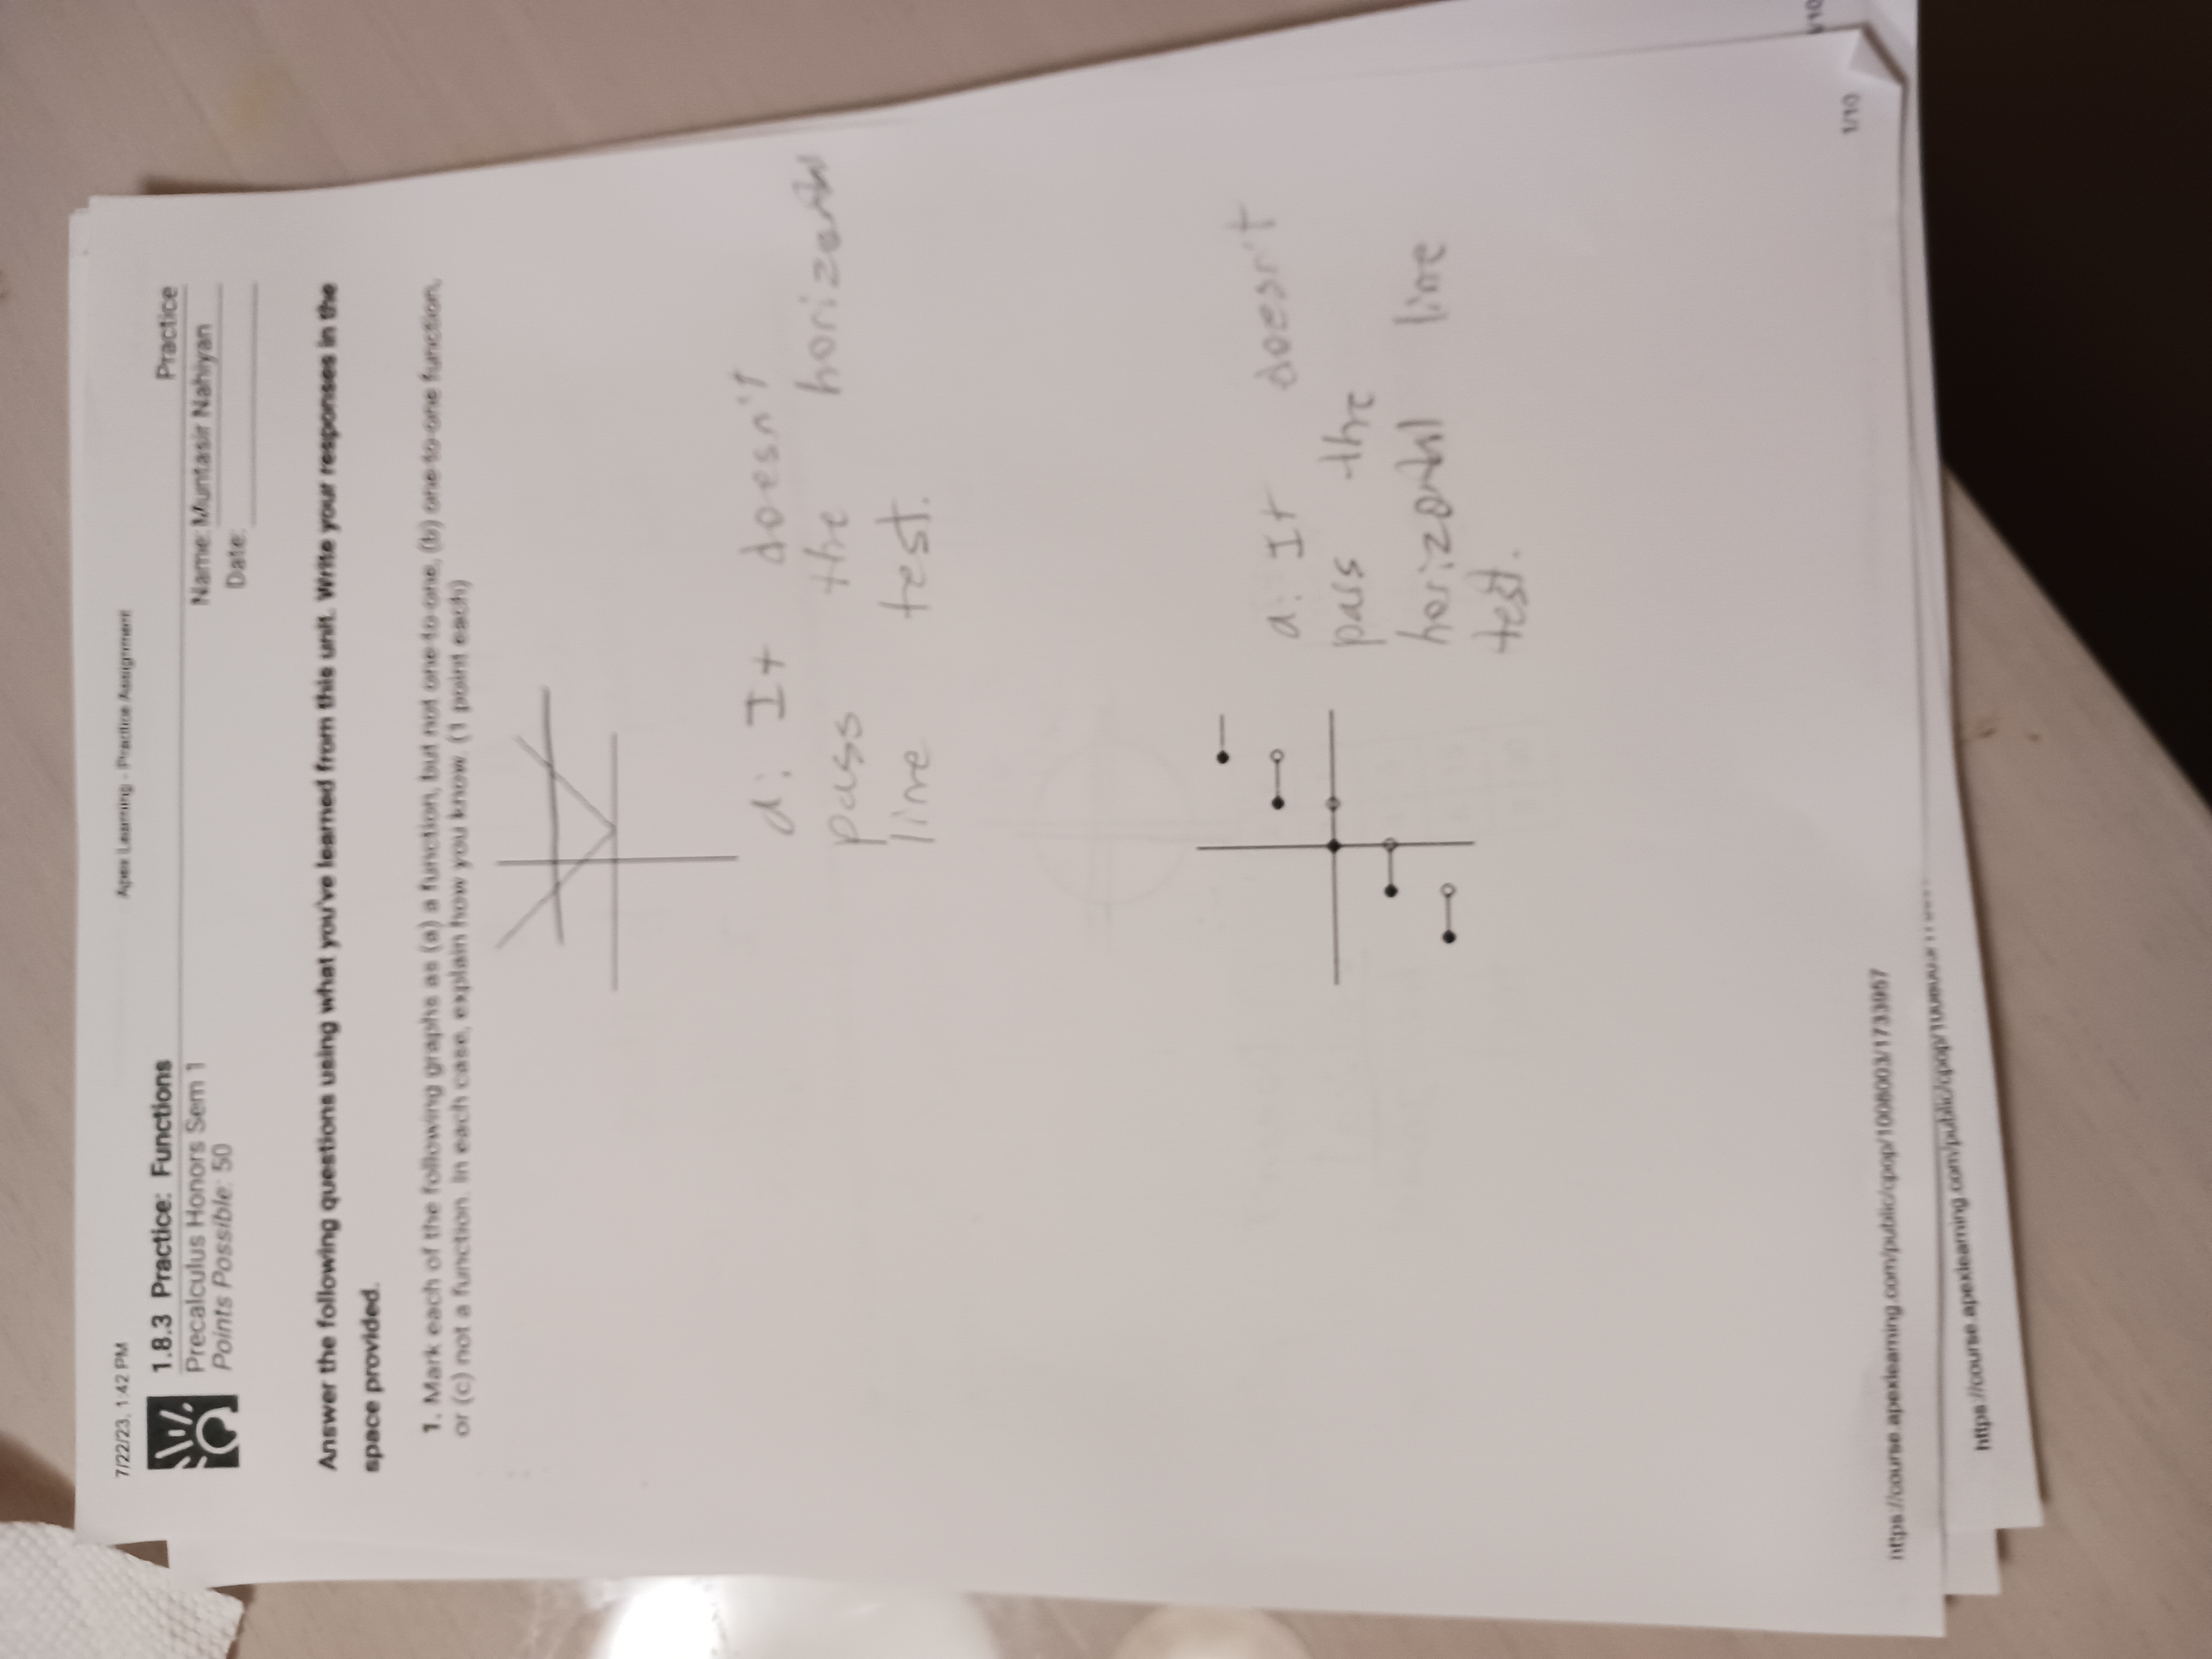 7/22/23, 1:42 PM
Apex Learning - Practice Assignment
1.8.3 Practice: Functions
Practice
Precalculus Honors Sem 1
Name: Muntasir Nahiyan
Points Possible: 50
Date:
Answer the following questions using what you've learned from this unit. Write your responses in the
space provided.
1. Mark each of the following graphs as (a) a function, but not one-to-one, (b) one-to-one function,
or (c) not a function. In each case, explain how you know. (1 point each)
a: It doesn't
pass the horizontal
line test.
a: It doesn't
pass the
horizontal line
test.
1/10
https://course.apexlearning.com/public/cpop/1008003/1733957
https://course.apexlearning.com/public/cpop/